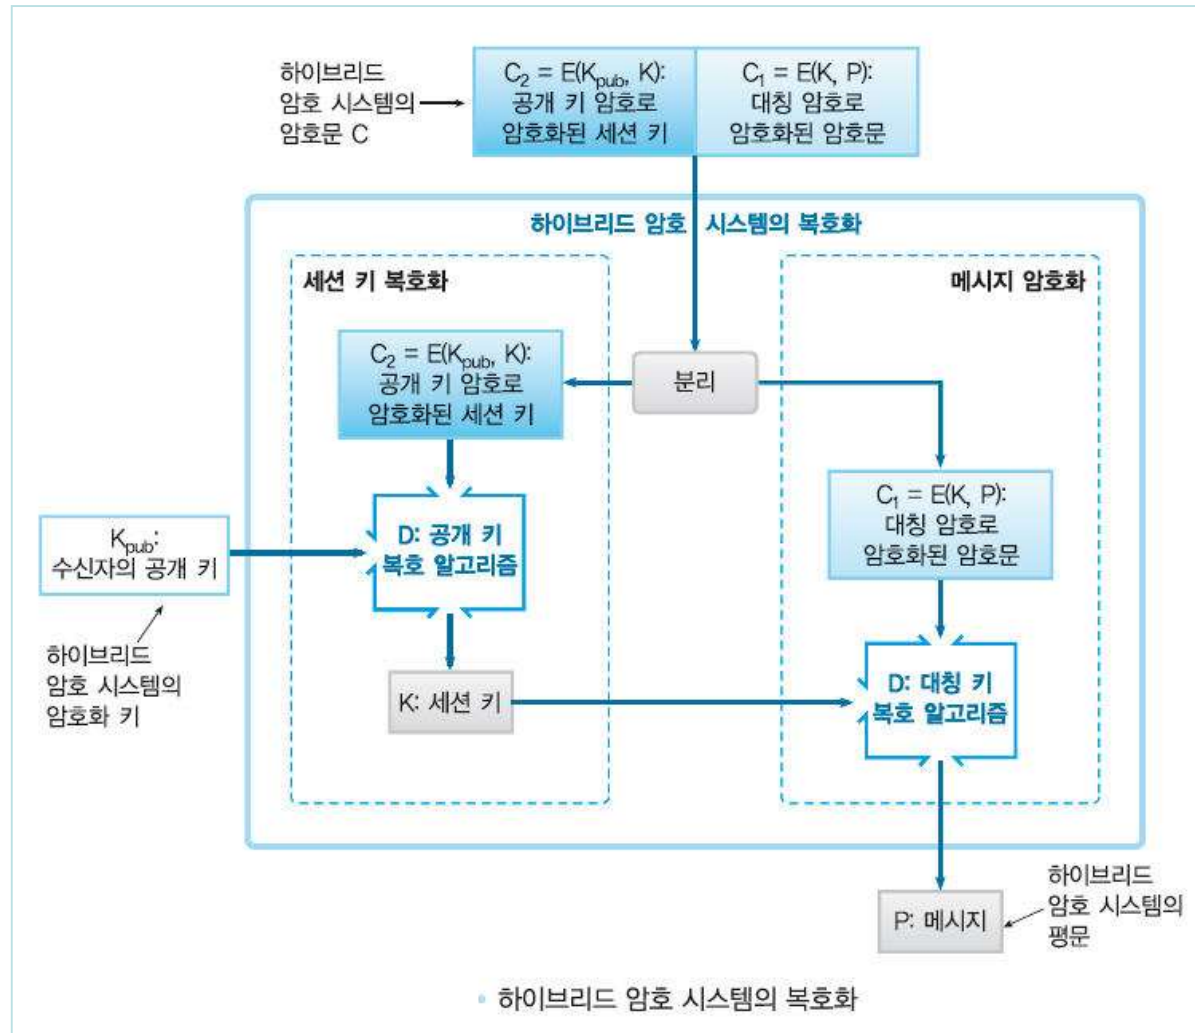 하이브리드
암호 시스템의
암호문 C
C₂ = E(Kpub, K):
공개 키 암호로
암호화된 세션 키
C₁ = E(K, P):
대칭 암호로
암호화된 암호문
하이브리드 암호 시스템의 복호화
세션 키 복호화
메시지 암호화
C₂ = E(Kpub, K):
공개 키 암호로
암호화된 세션 키
분리
C₁ = E(K, P):
대칭 암호로
암호화된 암호문
Kpub:
수신자의 공개 키
D: 공개 키
복호 알고리즘
하이브리드
암호 시스템의
암호화 키
K: 세션 키
D: 대칭 키
복호 알고리즘
P: 메시지
하이브리드
암호 시스템의
평문
하이브리드 암호 시스템의 복호화